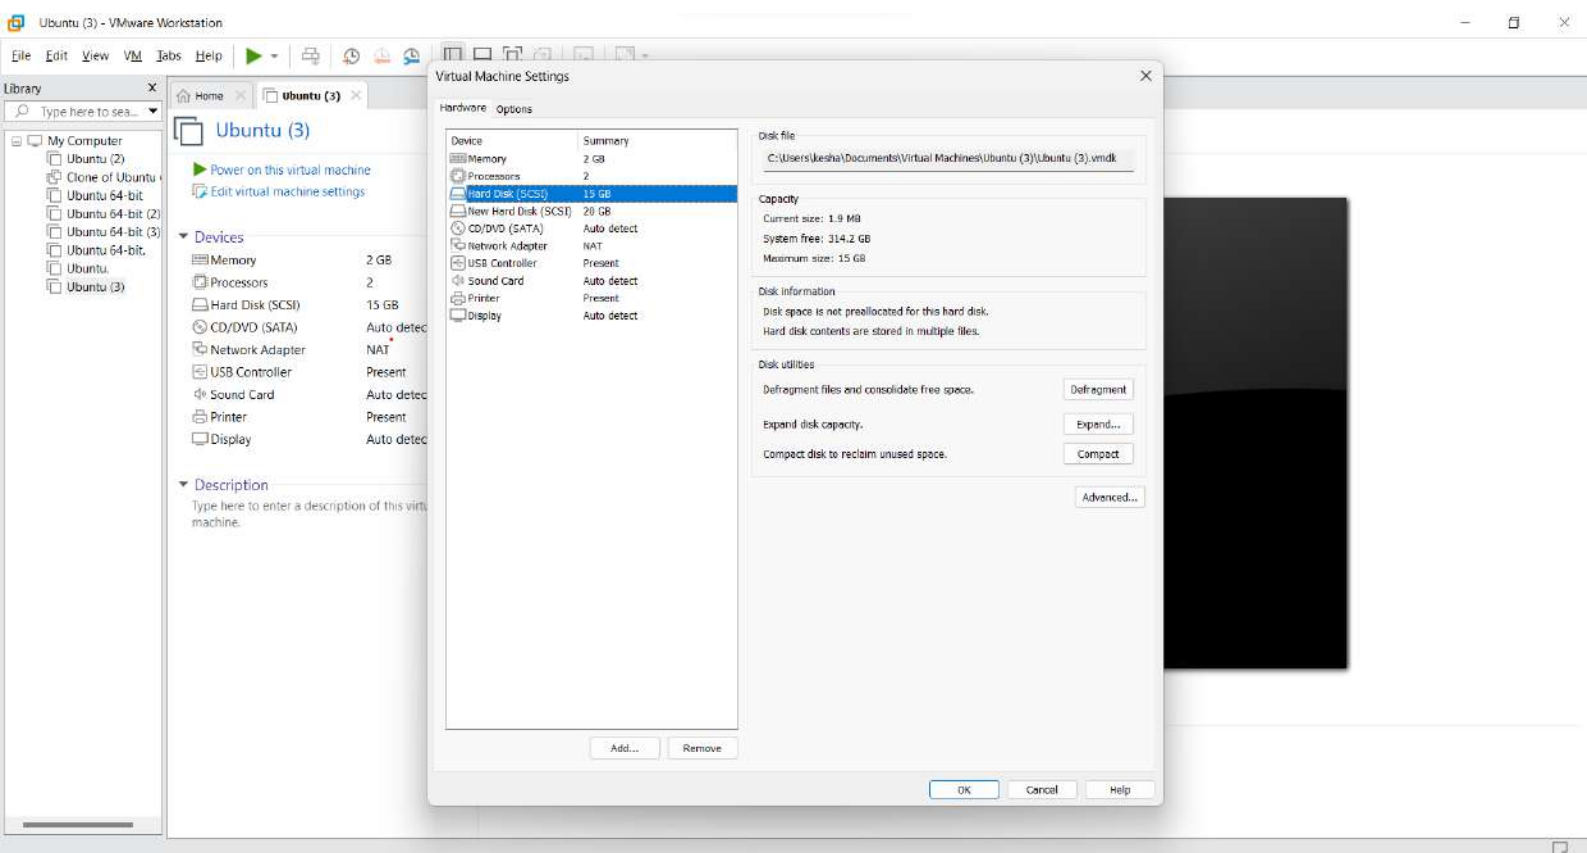 Ubuntu (3) - VMware Workstation
File Edit View VM Tabs Help
Library X
Type here to sea...
My Computer
Ubuntu (2)
Clone of Ubuntu
Ubuntu 64-bit
Ubuntu 64-bit (2)
Ubuntu 64-bit (3)
Ubuntu 64-bit.
Ubuntu.
Ubuntu (3)
Home
Ubuntu (3)
Ubuntu (3)
Power on this virtual machine
Edit virtual machine settings
Devices
Memory 2 GB
Processors 2
Hard Disk (SCSI) 15 GB
CD/DVD (SATA) Auto detec
Network Adapter NAT
USB Controller Present
Sound Card Auto detec
Printer Present
Display Auto detec
Description
Type here to enter a description of this virtu
machine.
Virtual Machine Settings
Hardware Options
Device Summary
Memory 2 GB
Processors 2
Hard Disk (SCSI) 15 GB
New Hard Disk (SCSI) 20 GB
CD/DVD (SATA) Auto detect
Network Adapter NAT
USB Controller Present
Sound Card Auto detect
Printer Present
Display Auto detect
Add... Remove
Disk file
C:\Users\kesha\Documents\Virtual Machines\Ubuntu (3)\Ubuntu (3).vmdk
Capacity
Current size: 1.9 MB
System free: 314.2 GB
Maximum size: 15 GB
Disk information
Disk space is not preallocated for this hard disk.
Hard disk contents are stored in multiple files.
Disk utilities
Defragment files and consolidate free space. Defragment
Expand disk capacity. Expand...
Compact disk to reclaim unused space. Compact
Advanced...
OK Cancel Help